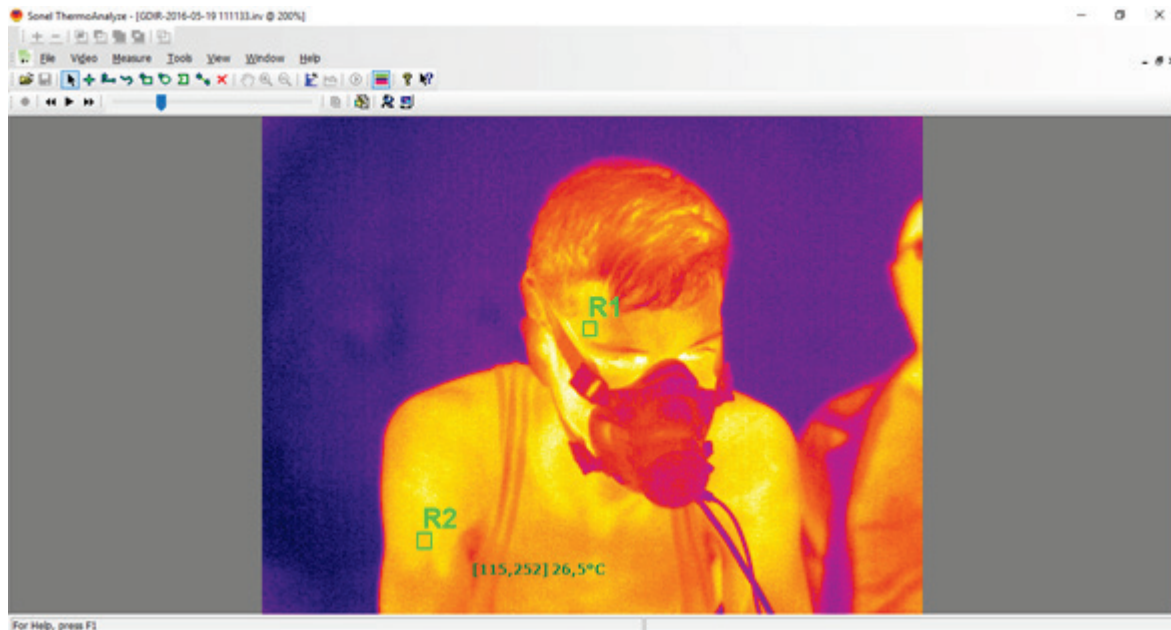 Sonel ThermoAnalyze - [GDIR-2016-05-19 111133.irv @ 200%]
File Video Measure Tools View Window Help
R1
R2
[115,252] 26,5°C
For Help, press F1